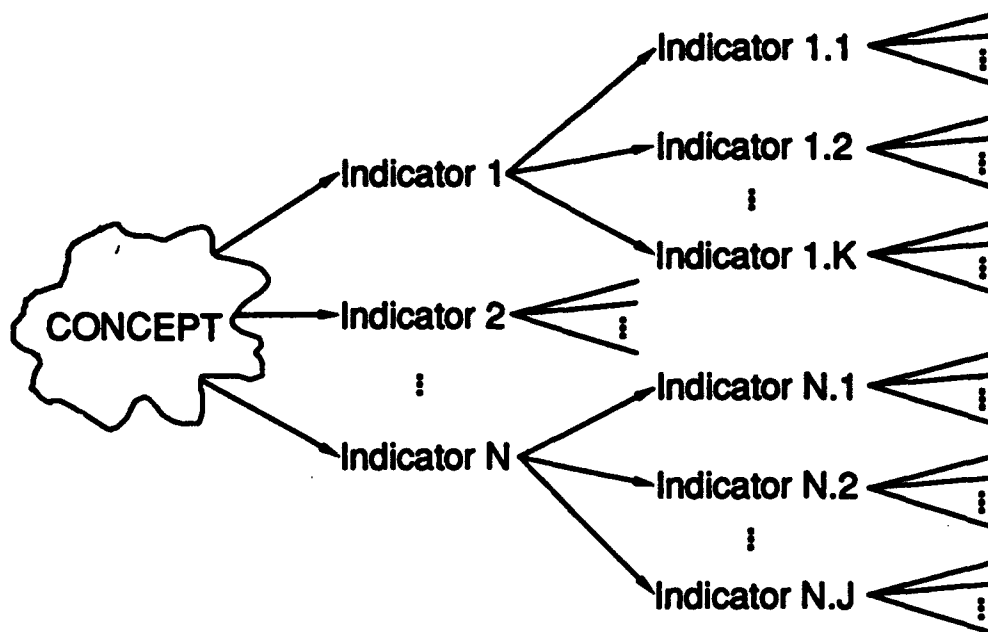 CONCEPT
Indicator 1
Indicator 2
⋮
Indicator N
Indicator 1.1
Indicator 1.2
⋮
Indicator 1.K
Indicator N.1
Indicator N.2
⋮
Indicator N.J